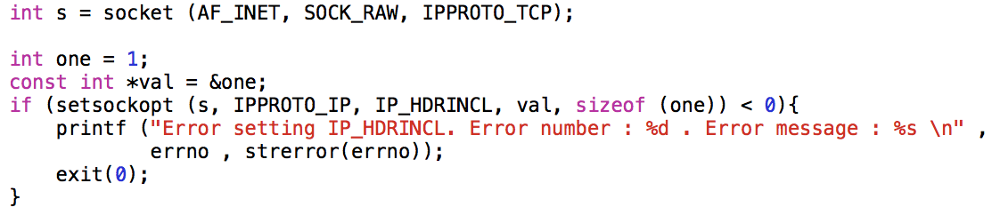 int s = socket (AF_INET, SOCK_RAW, IPPROTO_TCP);
int one = 1;
const int *val = &one;
if (setsockopt (s, IPPROTO_IP, IP_HDRINCL, val, sizeof (one)) < 0){
    printf ("Error setting IP_HDRINCL. Error number : %d . Error message : %s \n" ,
            errno , strerror(errno));
    exit(0);
}